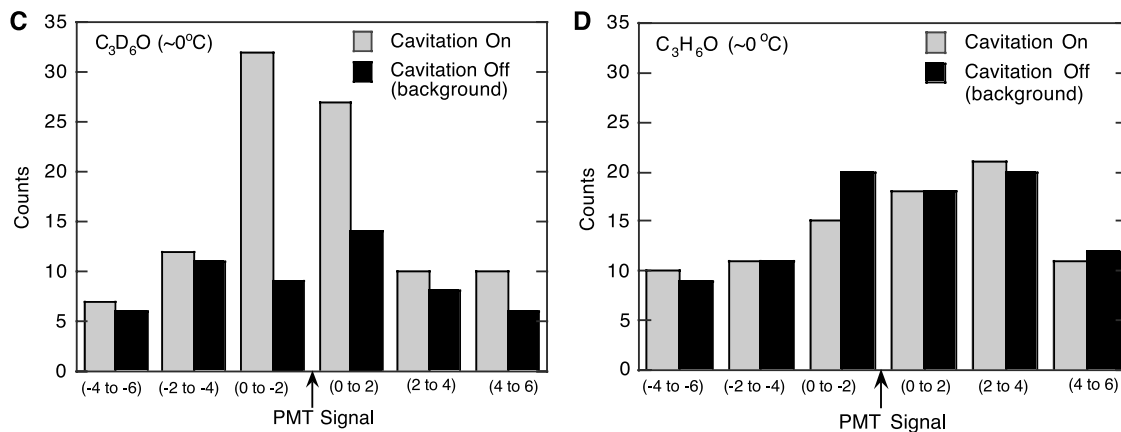 C
C₃D₆O (~0°C)
Cavitation On
Cavitation Off
(background)
35
30
25
20
15
10
5
0
Counts
(-4 to -6) (-2 to -4) (0 to -2) (0 to 2) (2 to 4) (4 to 6)
PMT Signal
D
C₃H₆O (~0 °C)
Cavitation On
Cavitation Off
(background)
35
30
25
20
15
10
5
0
Counts
(-4 to -6) (-2 to -4) (0 to -2) (0 to 2) (2 to 4) (4 to 6)
PMT Signal